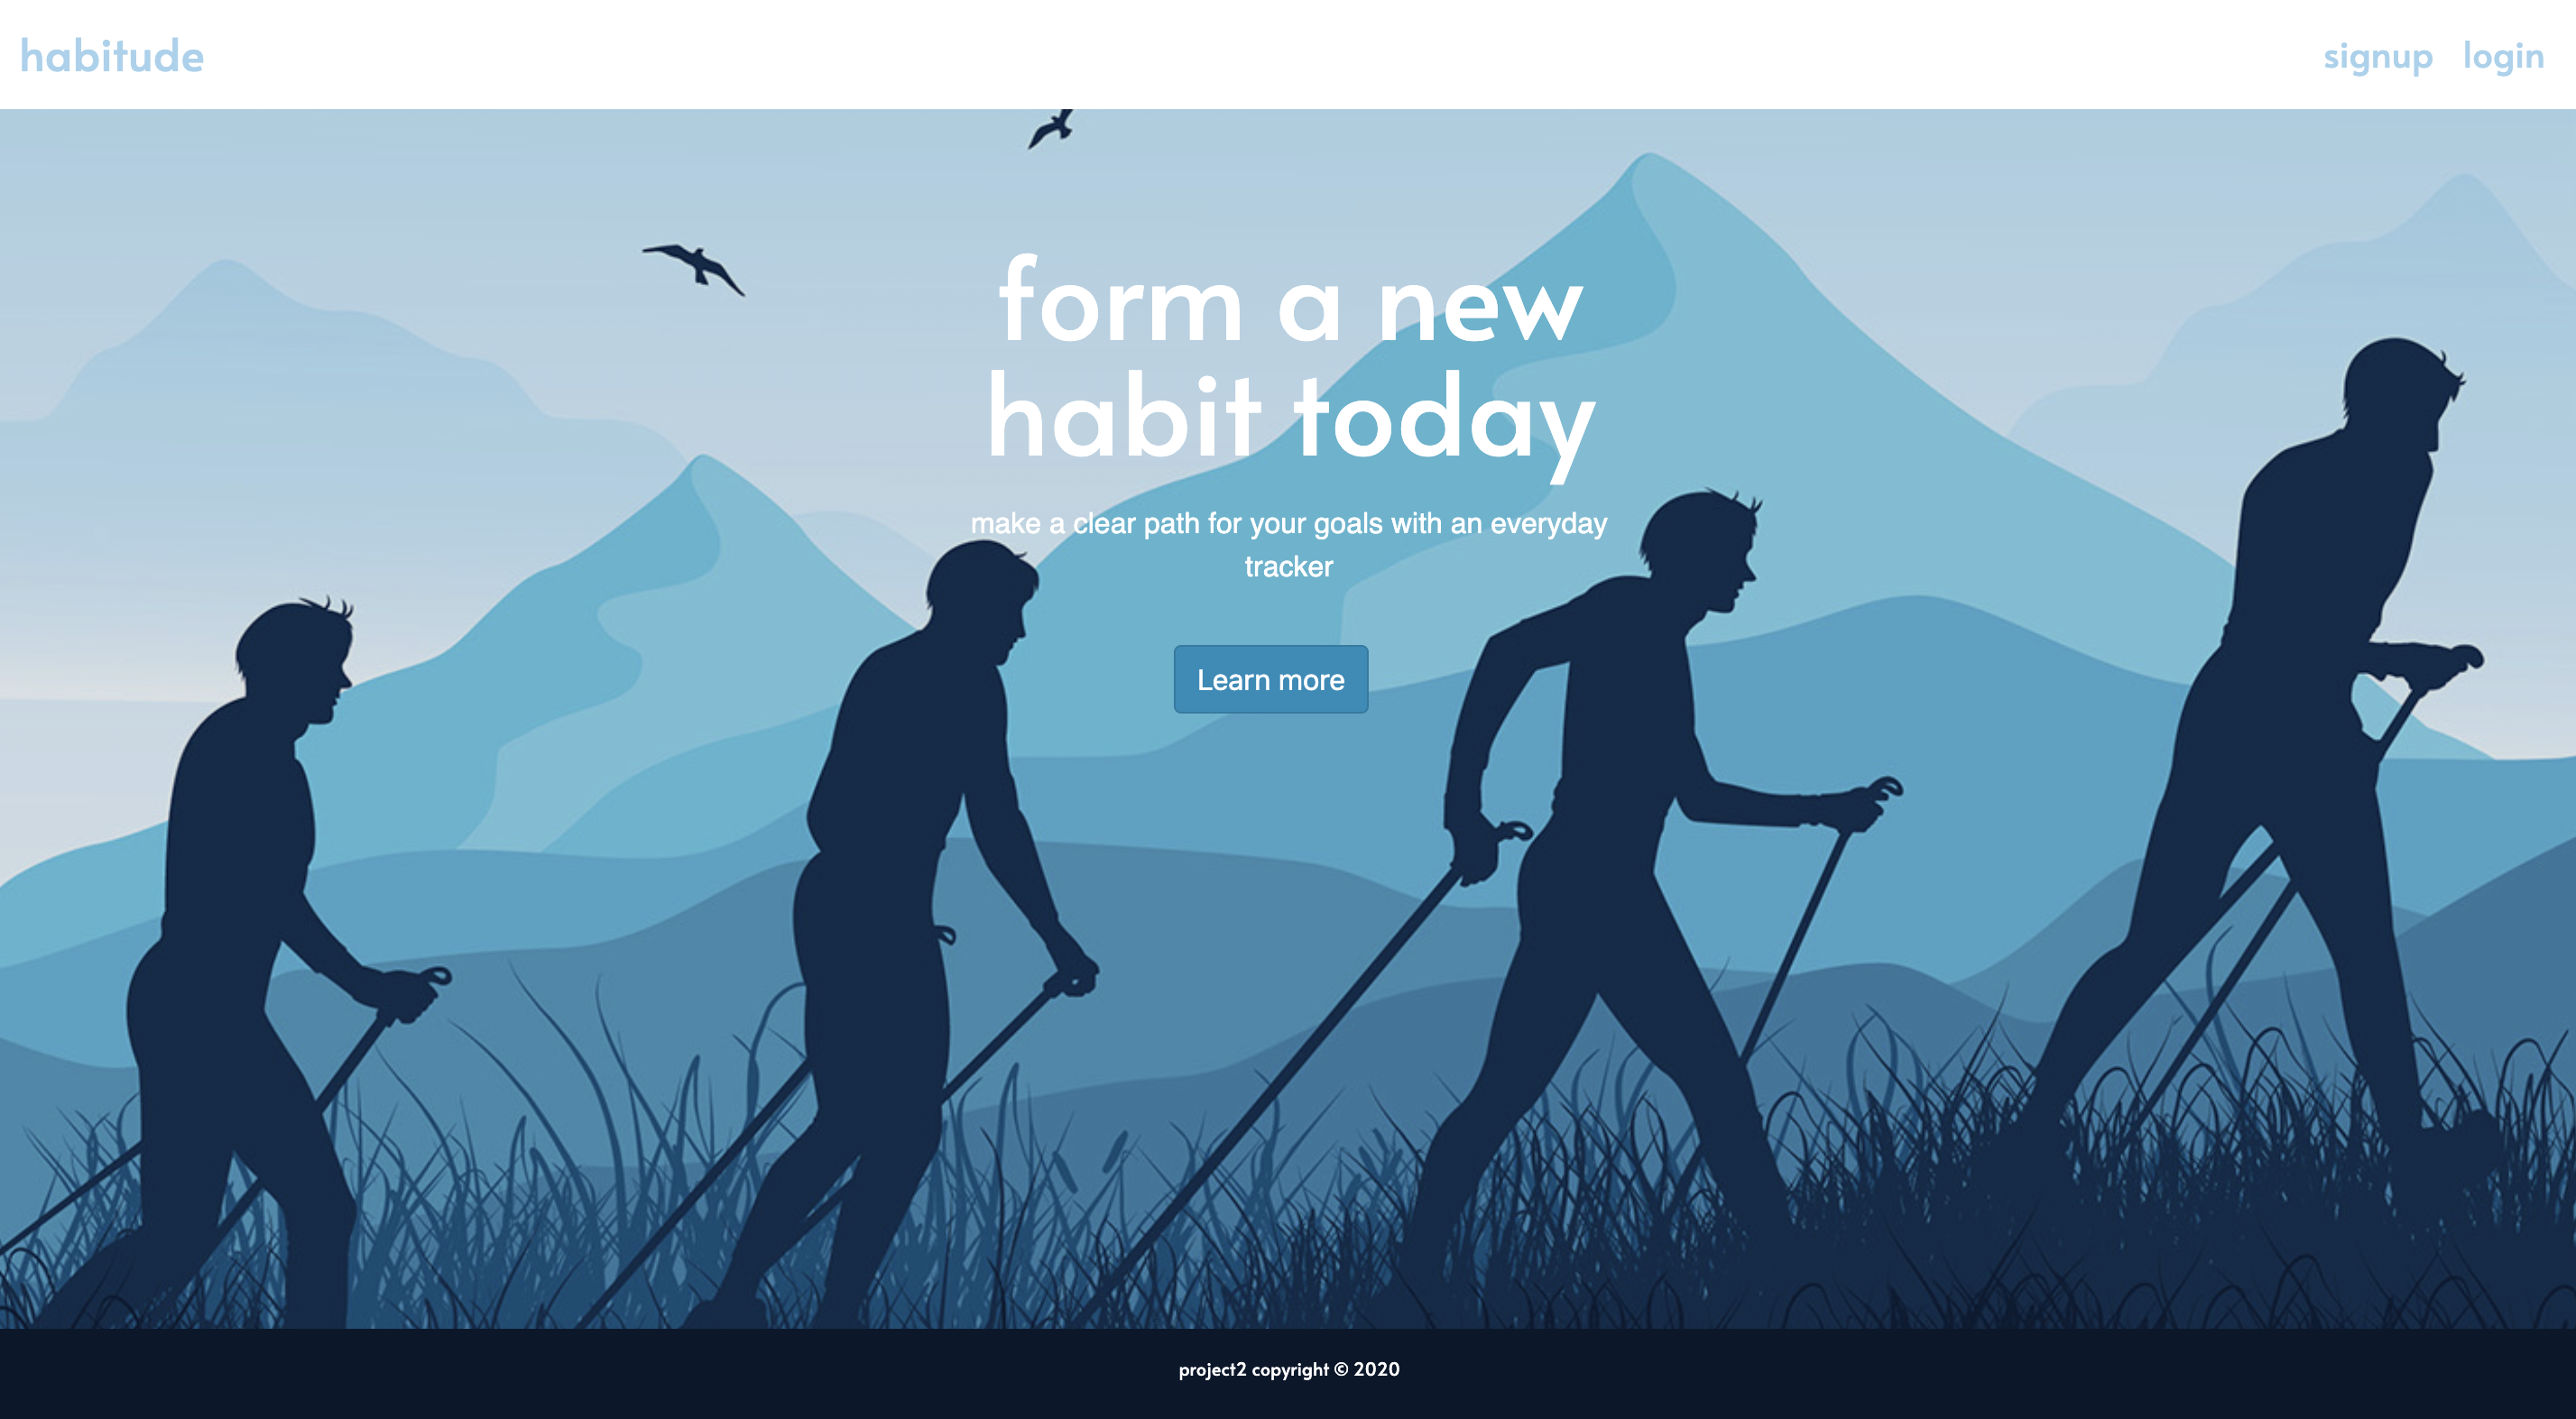 habitude
signup login
form a new
habit today
make a clear path for your goals with an everyday
tracker
Learn more
project2 copyright © 2020